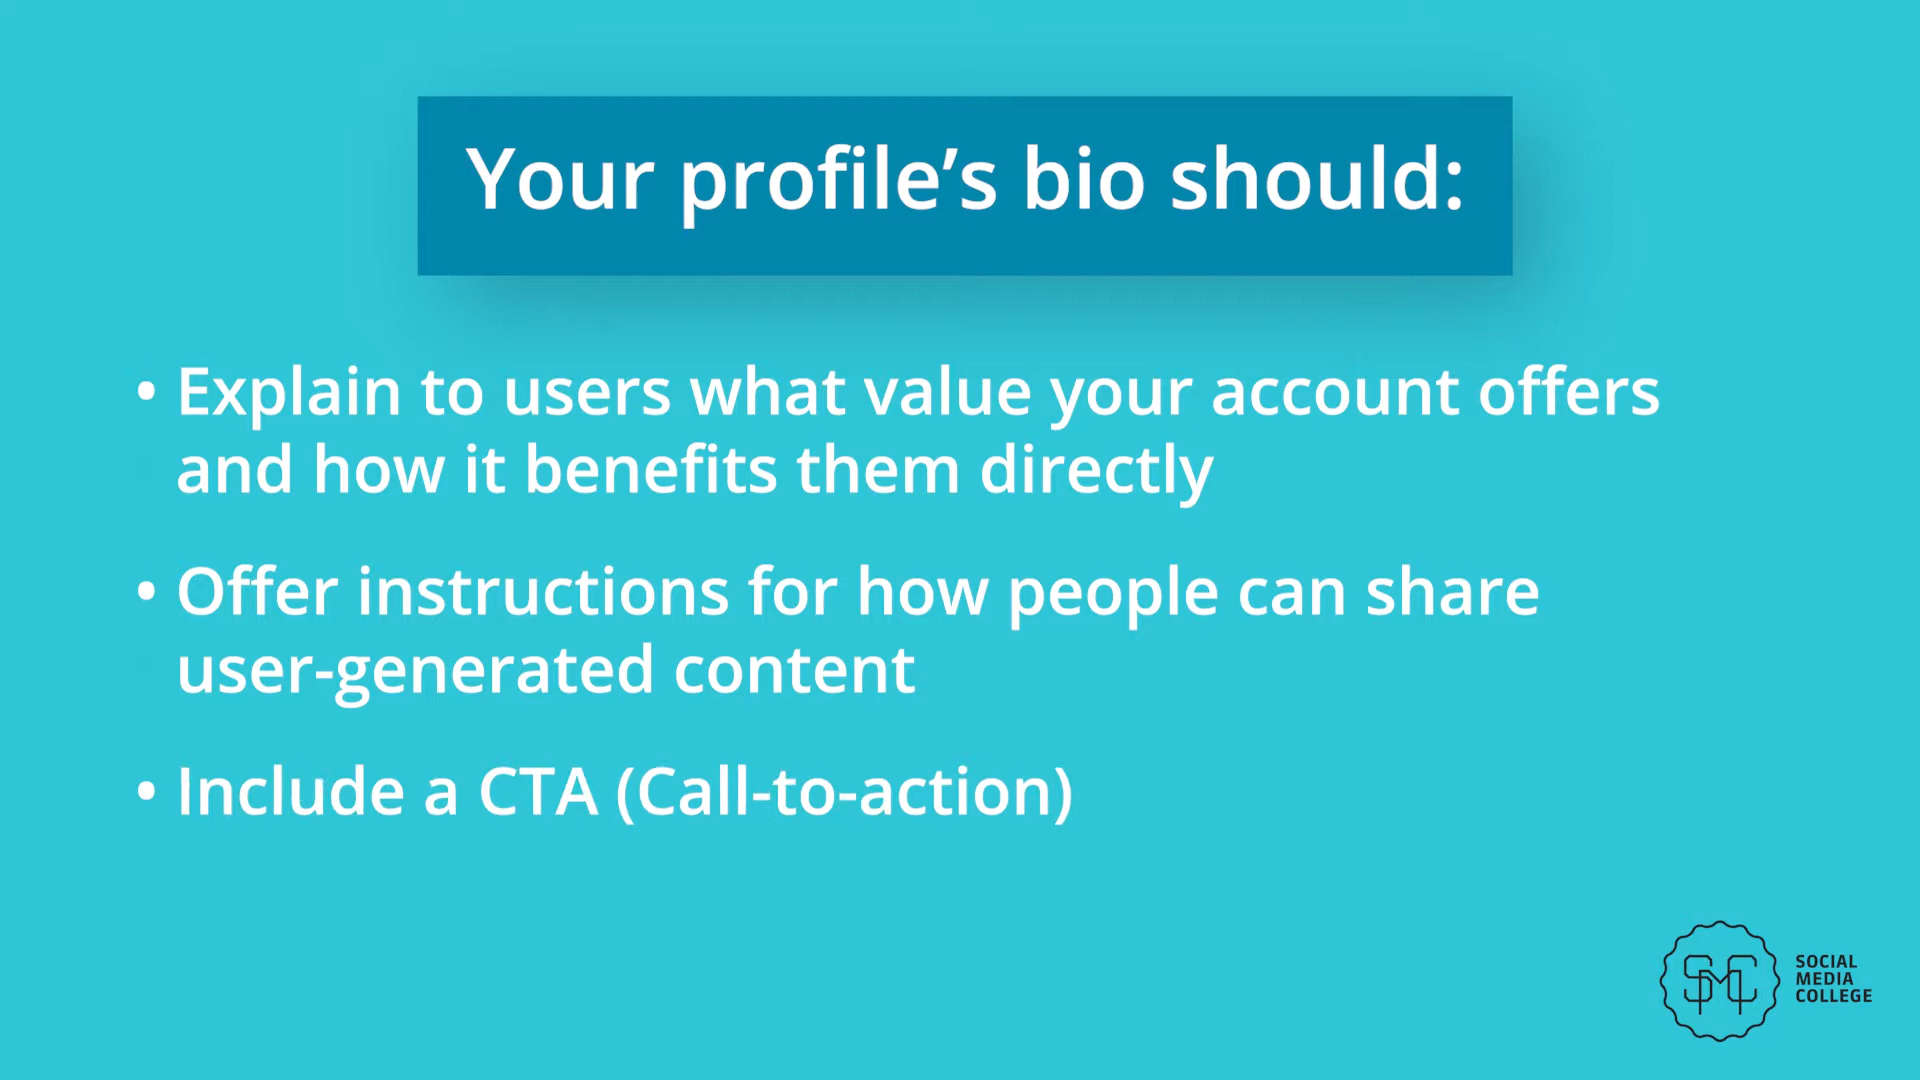 Your profile’s bio should:
• Explain to users what value your account offers
and how it benefits them directly
• Offer instructions for how people can share
user-generated content
• Include a CTA (Call-to-action)
SMC
SOCIAL
MEDIA
COLLEGE